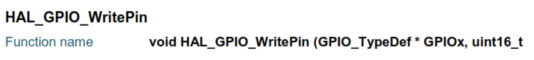 HAL_GPIO_WritePin
Function name void HAL_GPIO_WritePin (GPIO_TypeDef * GPIOx, uint16_t